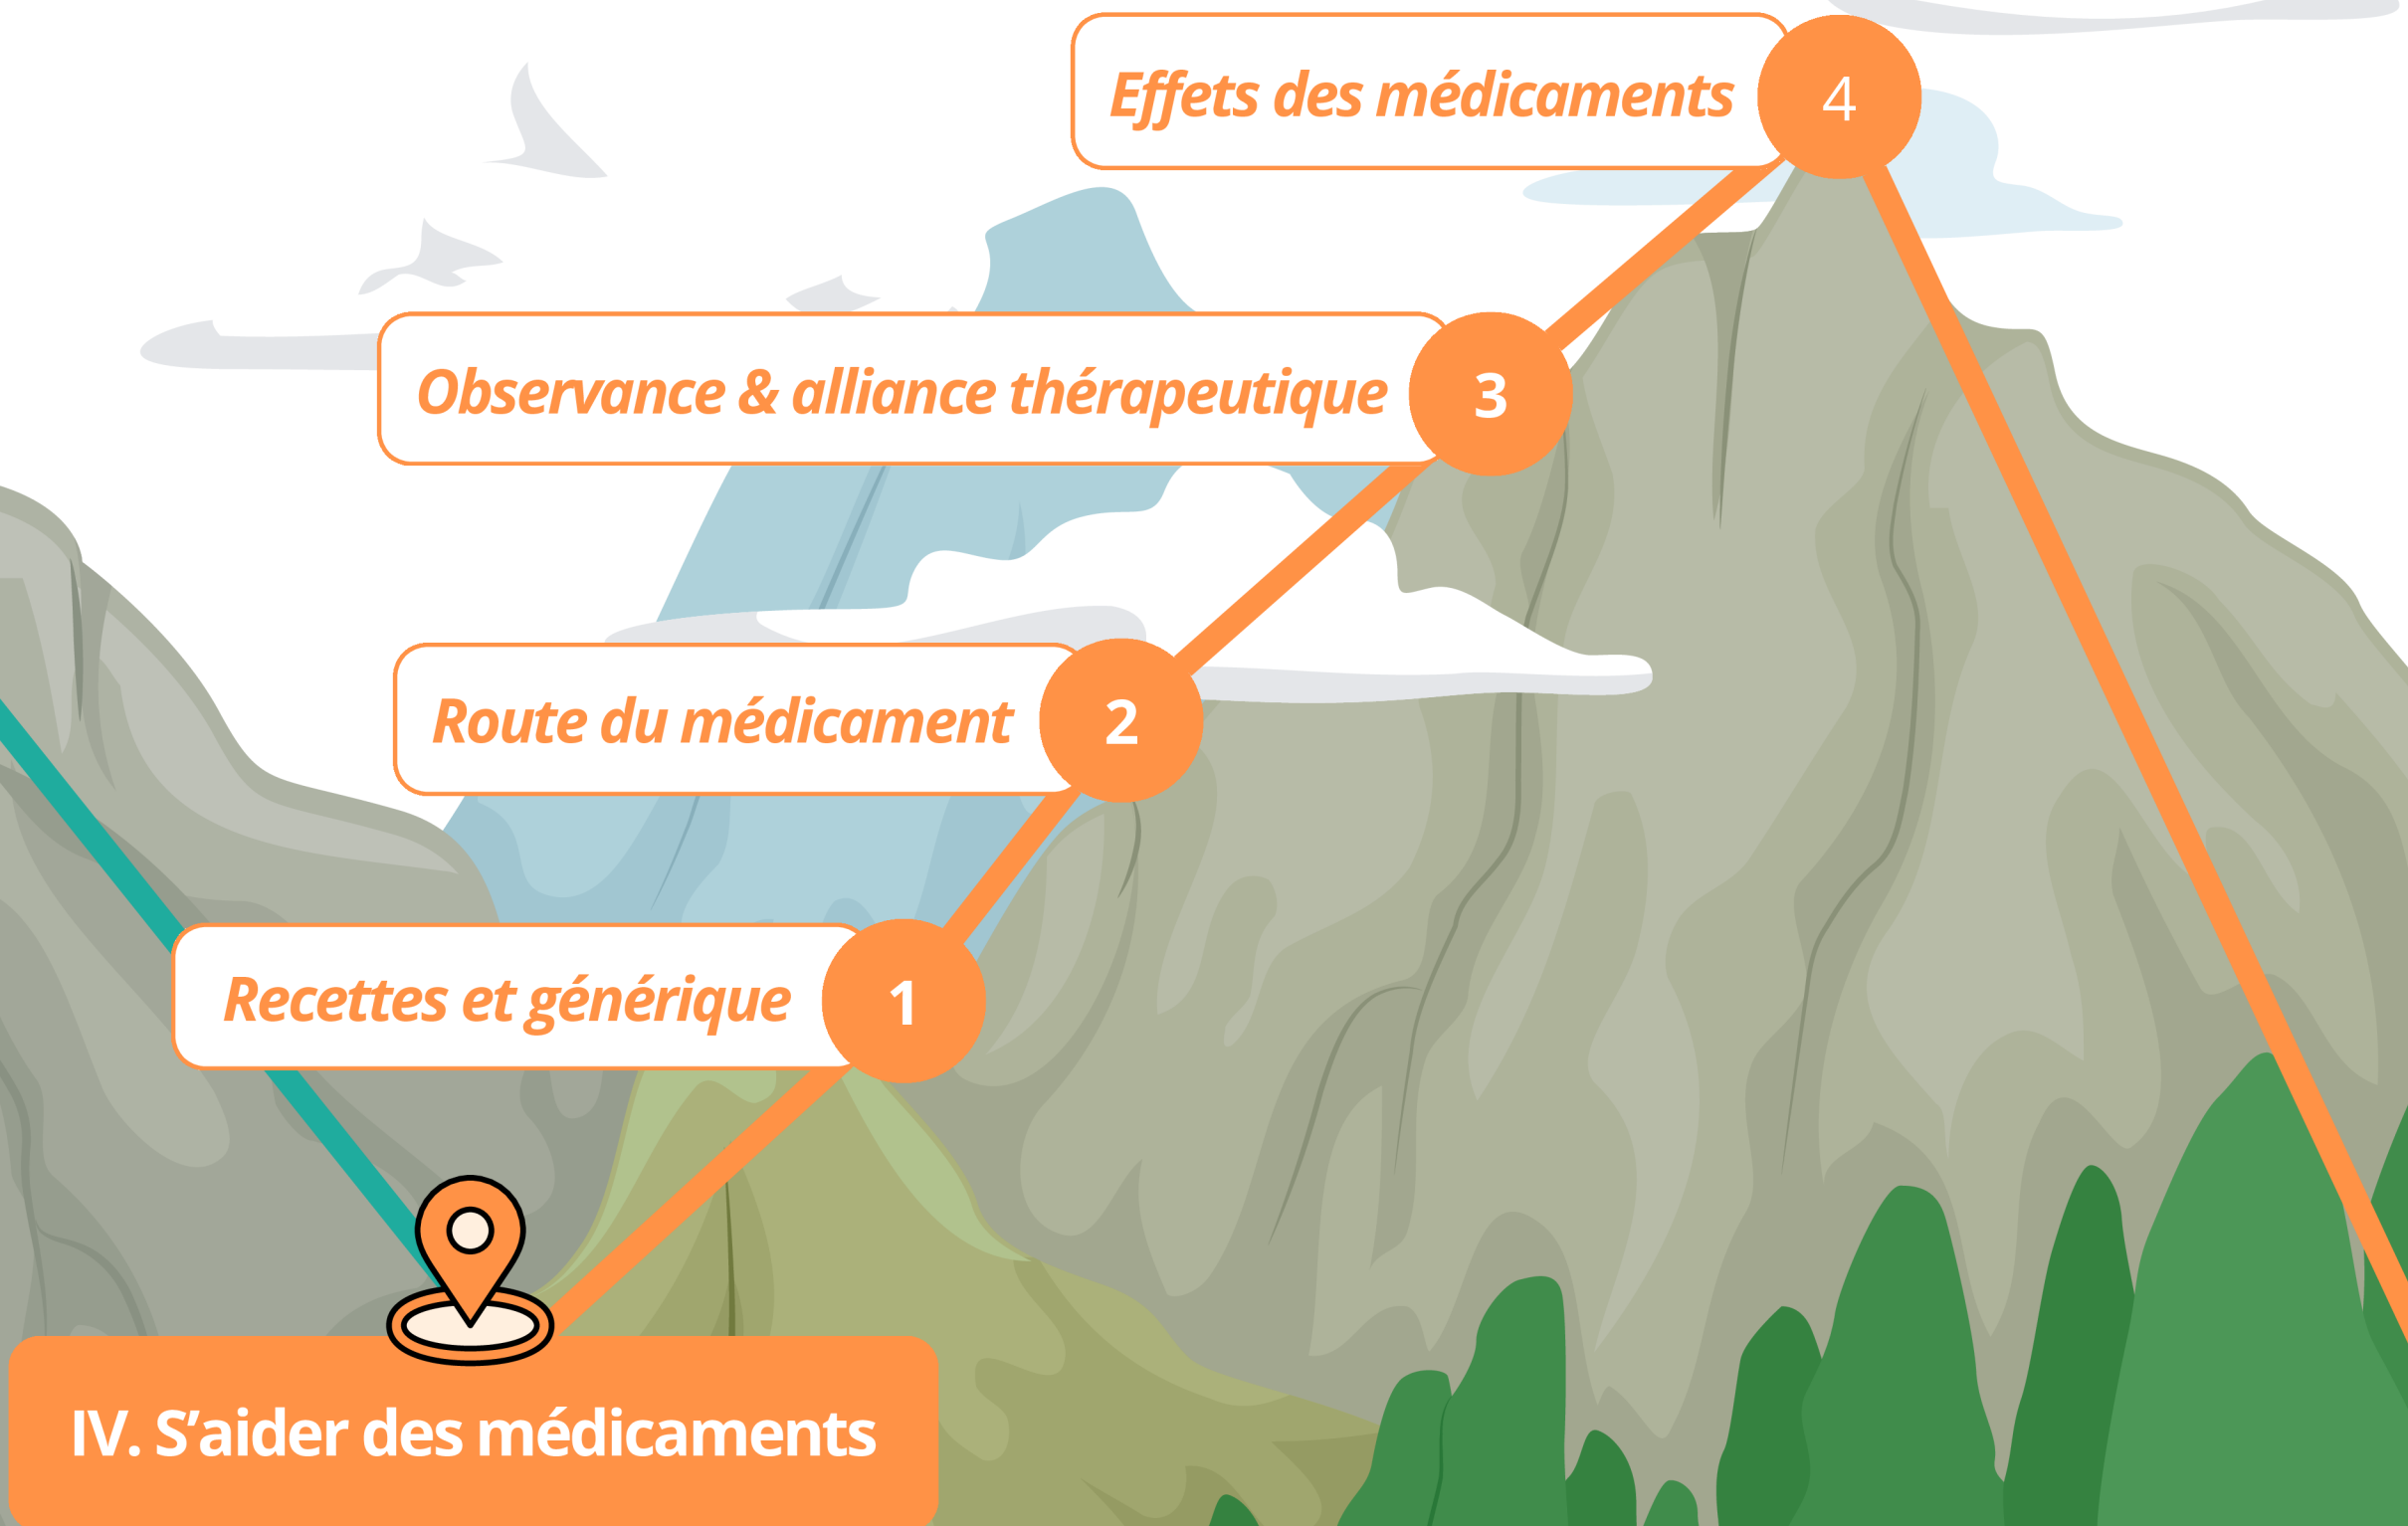 Effets des médicaments 4
Observance & alliance thérapeutique 3
Route du médicament 2
Recettes et générique 1
IV. S’aider des médicaments